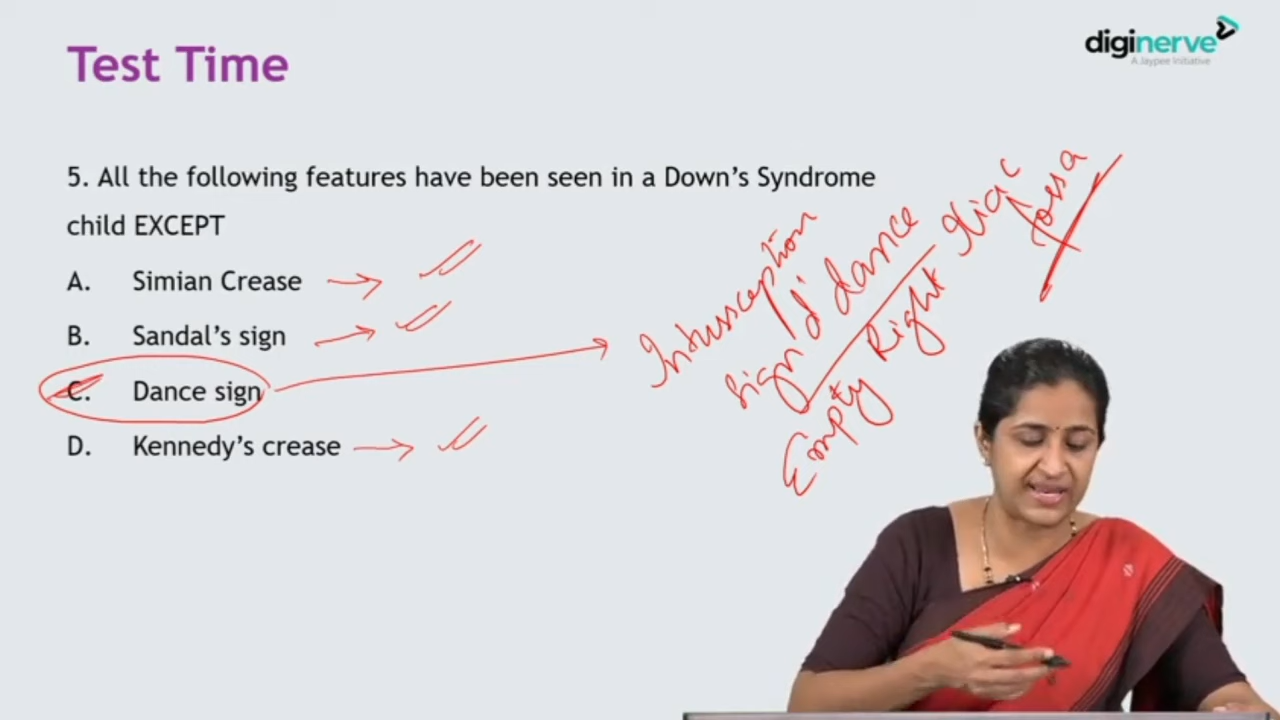 Test Time
diginerve
A Jaypee Initiative
5. All the following features have been seen in a Down's Syndrome
child EXCEPT
A. Simian Crease
B. Sandal's sign
C. Dance sign
D. Kennedy's crease
Intussception
sign d' dance
Empty Right Iliac
fossa